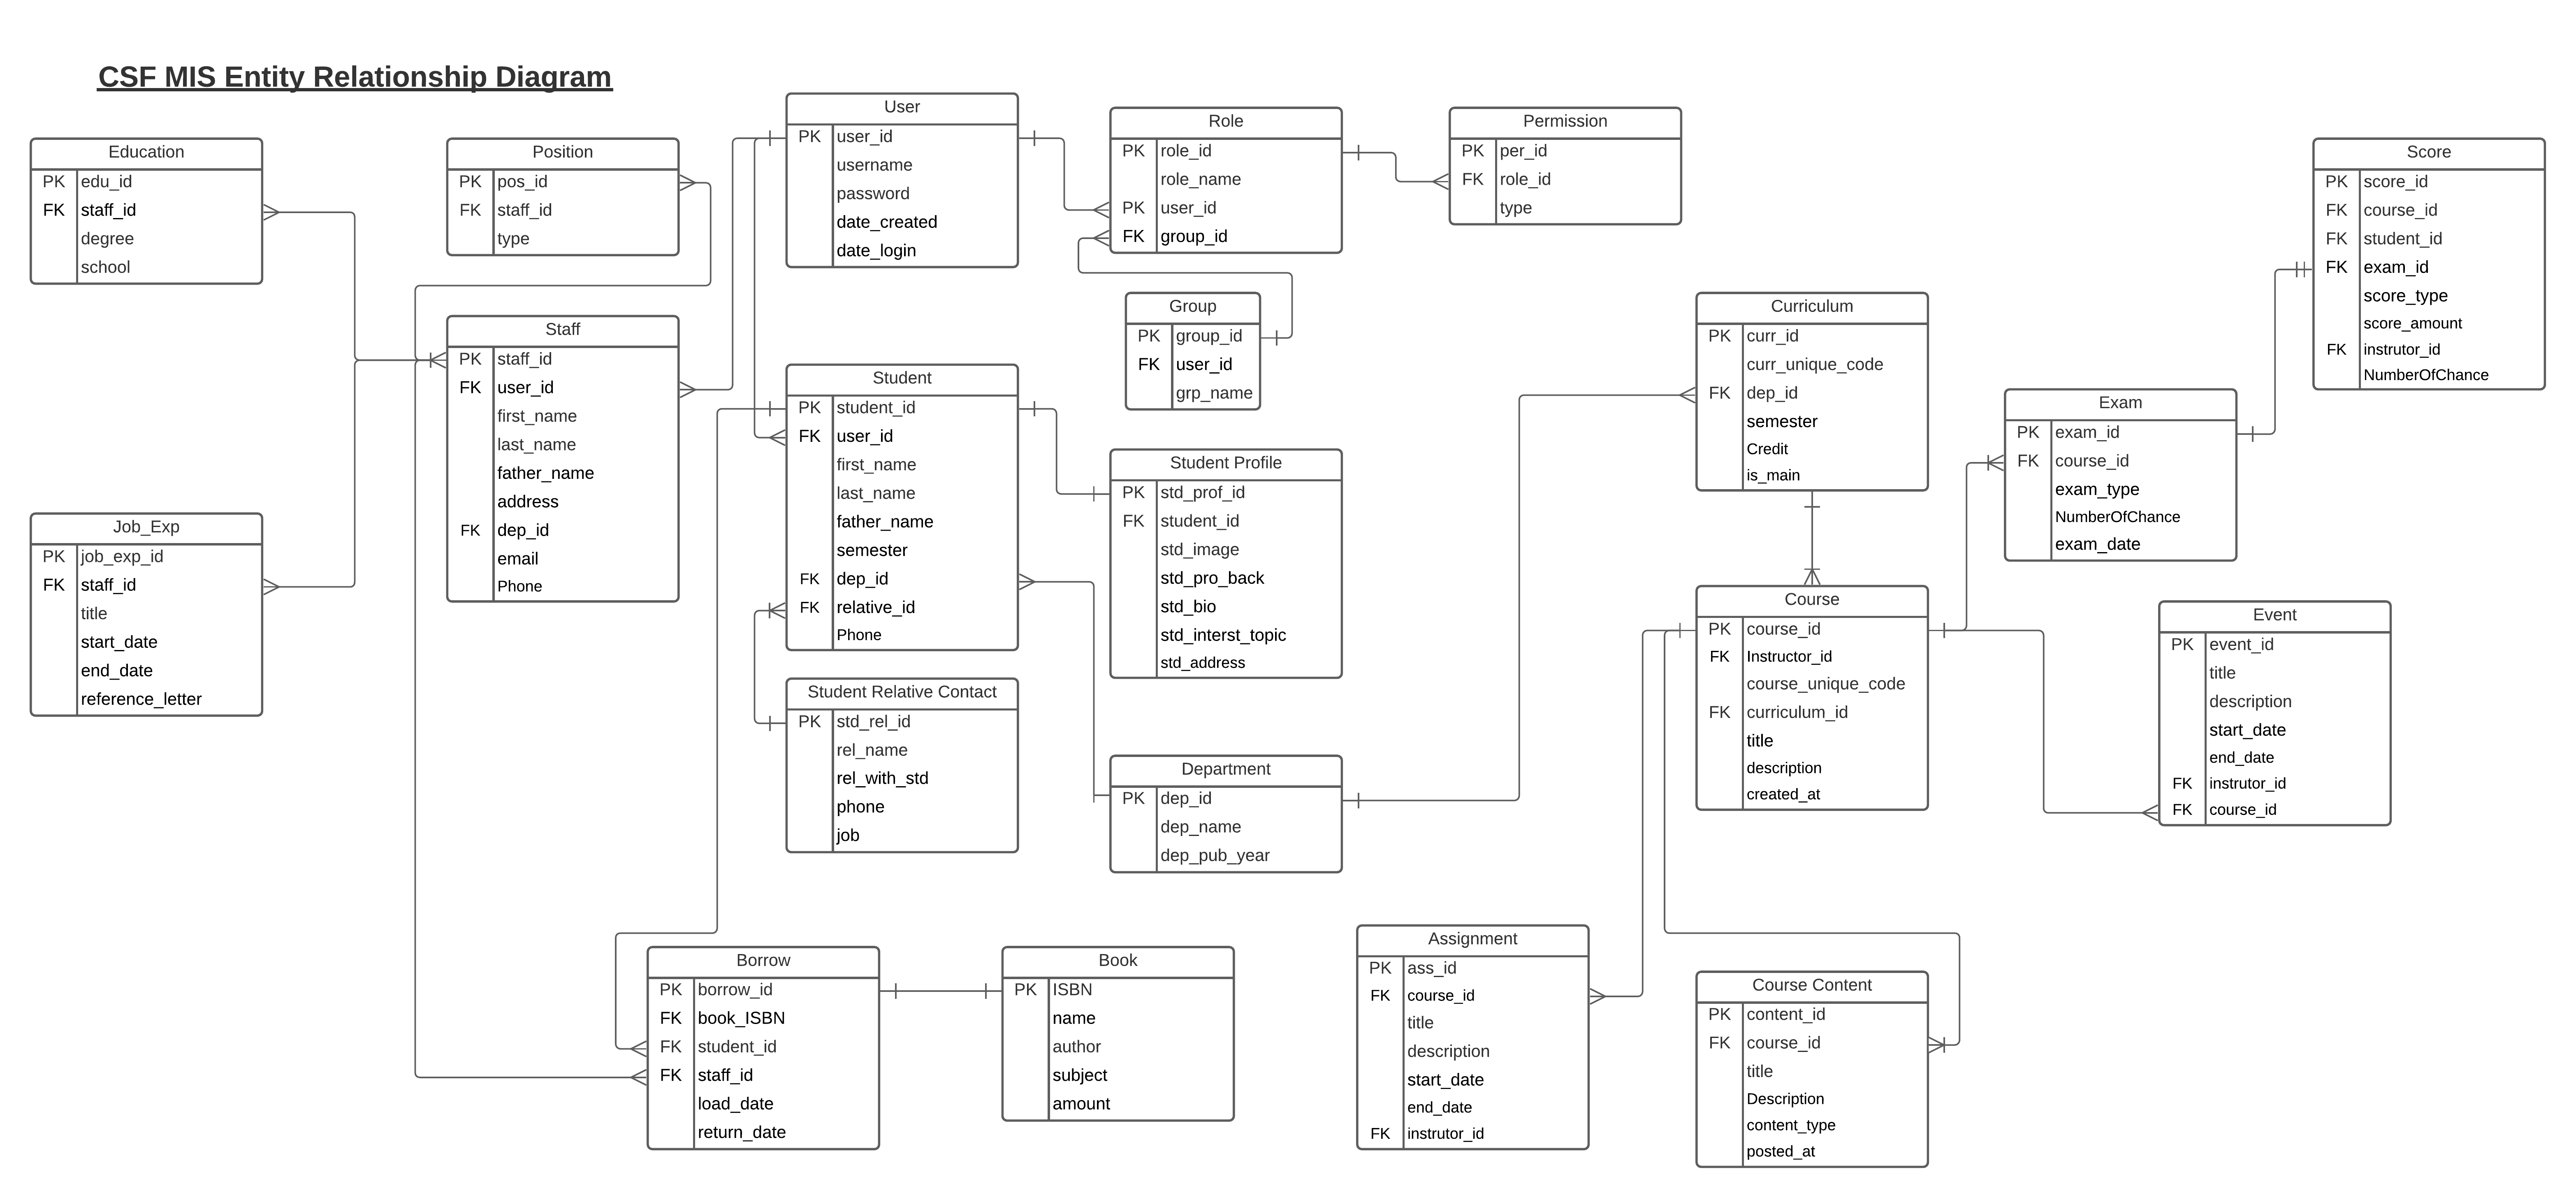 CSF MIS Entity Relationship Diagram
Education
PK edu_id
FK staff_id
degree
school
Position
PK pos_id
FK staff_id
type
User
PK user_id
username
password
date_created
date_login
Role
PK role_id
role_name
PK user_id
FK group_id
Permission
PK per_id
FK role_id
type
Score
PK score_id
FK course_id
FK student_id
FK exam_id
score_type
score_amount
FK instrutor_id
NumberOfChance
Group
PK group_id
FK user_id
grp_name
Staff
PK staff_id
FK user_id
first_name
last_name
father_name
address
FK dep_id
email
Phone
Student
PK student_id
FK user_id
first_name
last_name
father_name
semester
FK dep_id
FK relative_id
Phone
Curriculum
PK curr_id
curr_unique_code
FK dep_id
semester
Credit
is_main
Exam
PK exam_id
FK course_id
exam_type
NumberOfChance
exam_date
Student Profile
PK std_prof_id
FK student_id
std_image
std_pro_back
std_bio
std_interst_topic
std_address
Job_Exp
PK job_exp_id
FK staff_id
title
start_date
end_date
reference_letter
Course
PK course_id
FK Instructor_id
course_unique_code
FK curriculum_id
title
description
created_at
Event
PK event_id
title
description
start_date
end_date
FK instrutor_id
FK course_id
Student Relative Contact
PK std_rel_id
rel_name
rel_with_std
phone
job
Department
PK dep_id
dep_name
dep_pub_year
Borrow
PK borrow_id
FK book_ISBN
FK student_id
FK staff_id
load_date
return_date
Book
PK ISBN
name
author
subject
amount
Assignment
PK ass_id
FK course_id
title
description
start_date
end_date
FK instrutor_id
Course Content
PK content_id
FK course_id
title
Description
content_type
posted_at